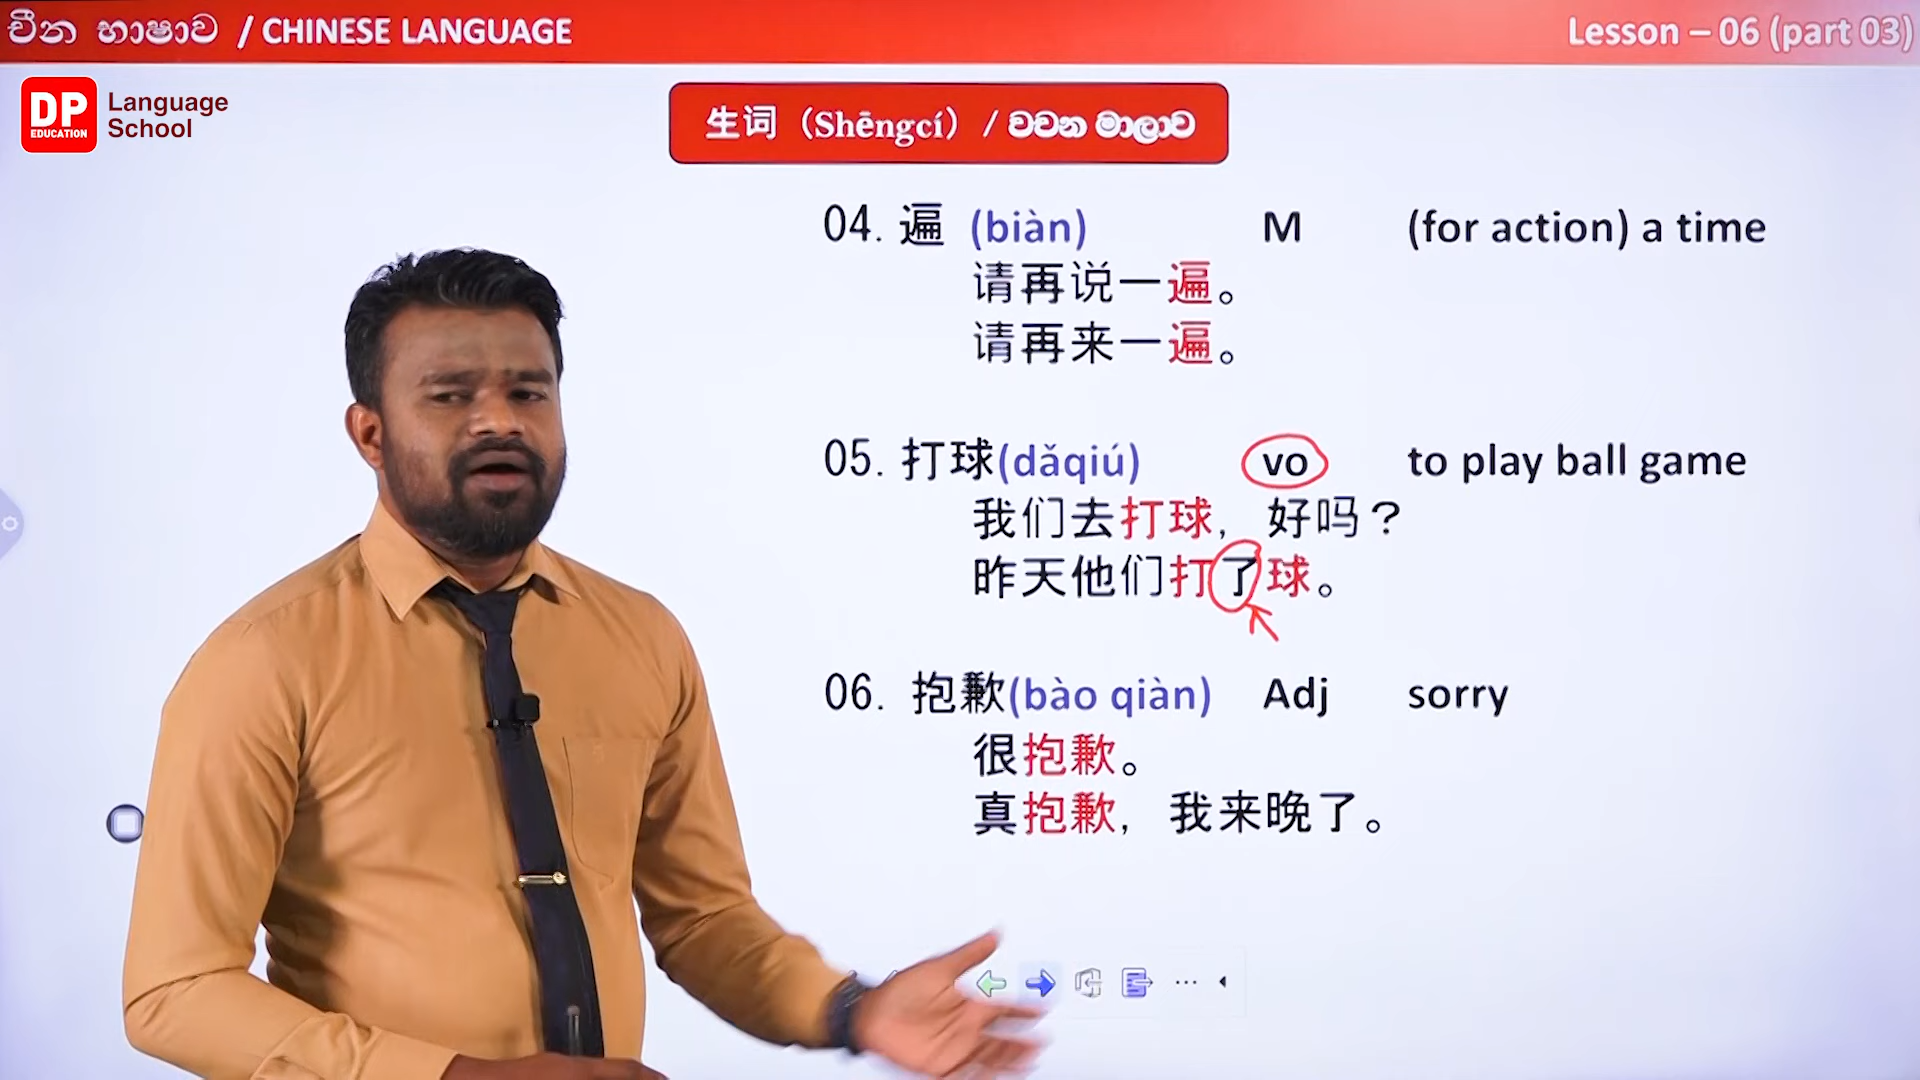 චීන භාෂාව / CHINESE LANGUAGE
Lesson – 06 (part 03)
DP EDUCATION
Language School
生词（Shēngcí）/ වචන මාලාව
04. 遍 (biàn) M (for action) a time
请再说一遍。
请再来一遍。
05. 打球(dǎqiú) vo to play ball game
我们去打球，好吗？
昨天他们打了球。
06. 抱歉(bào qiàn) Adj sorry
很抱歉。
真抱歉，我来晚了。